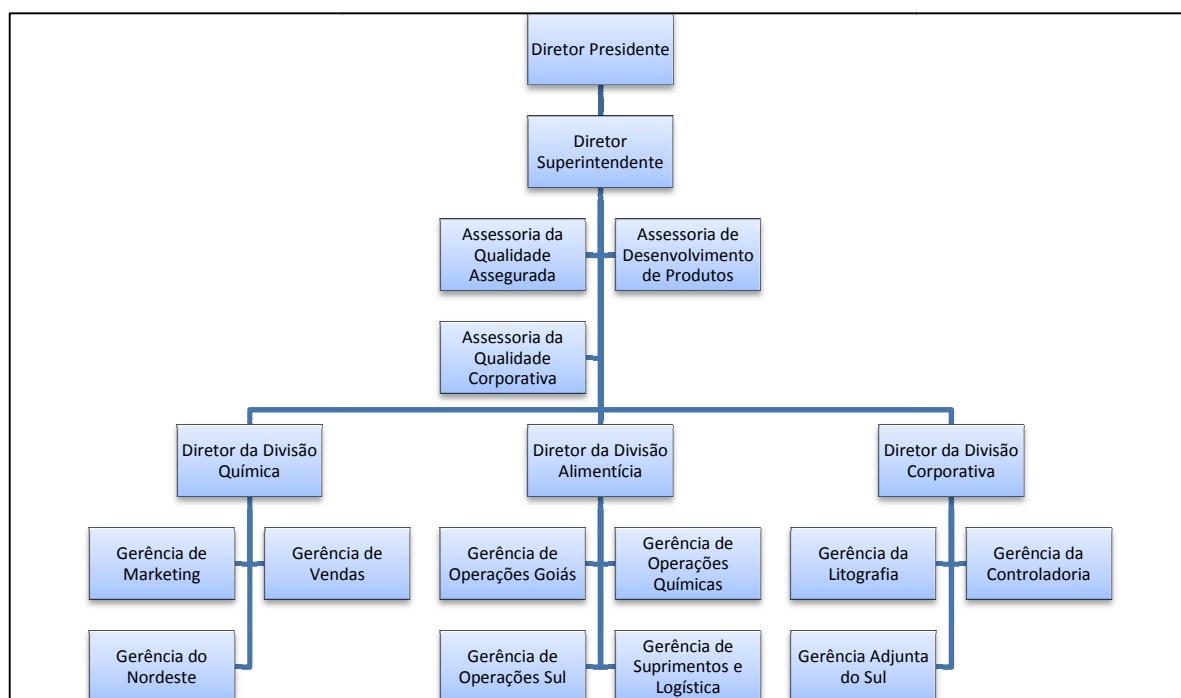 Diretor Presidente
Diretor
Superintendente
Assessoria da
Qualidade
Assegurada
Assessoria de
Desenvolvimento
de Produtos
Assessoria da
Qualidade
Corporativa
Diretor da Divisão
Química
Diretor da Divisão
Alimentícia
Diretor da Divisão
Corporativa
Gerência de
Marketing
Gerência de
Vendas
Gerência de
Operações Goiás
Gerência de
Operações
Químicas
Gerência da
Litografia
Gerência da
Controladoria
Gerência do
Nordeste
Gerência de
Operações Sul
Gerência de
Suprimentos e
Logística
Gerência Adjunta
do Sul